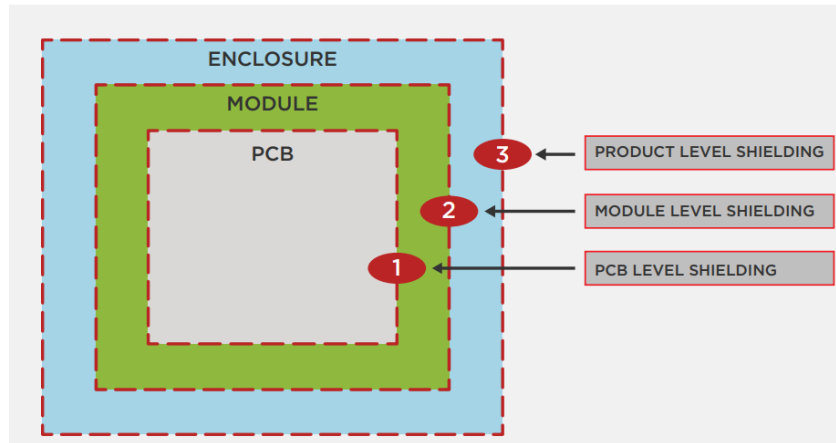 ENCLOSURE
MODULE
PCB
3
PRODUCT LEVEL SHIELDING
2
MODULE LEVEL SHIELDING
1
PCB LEVEL SHIELDING